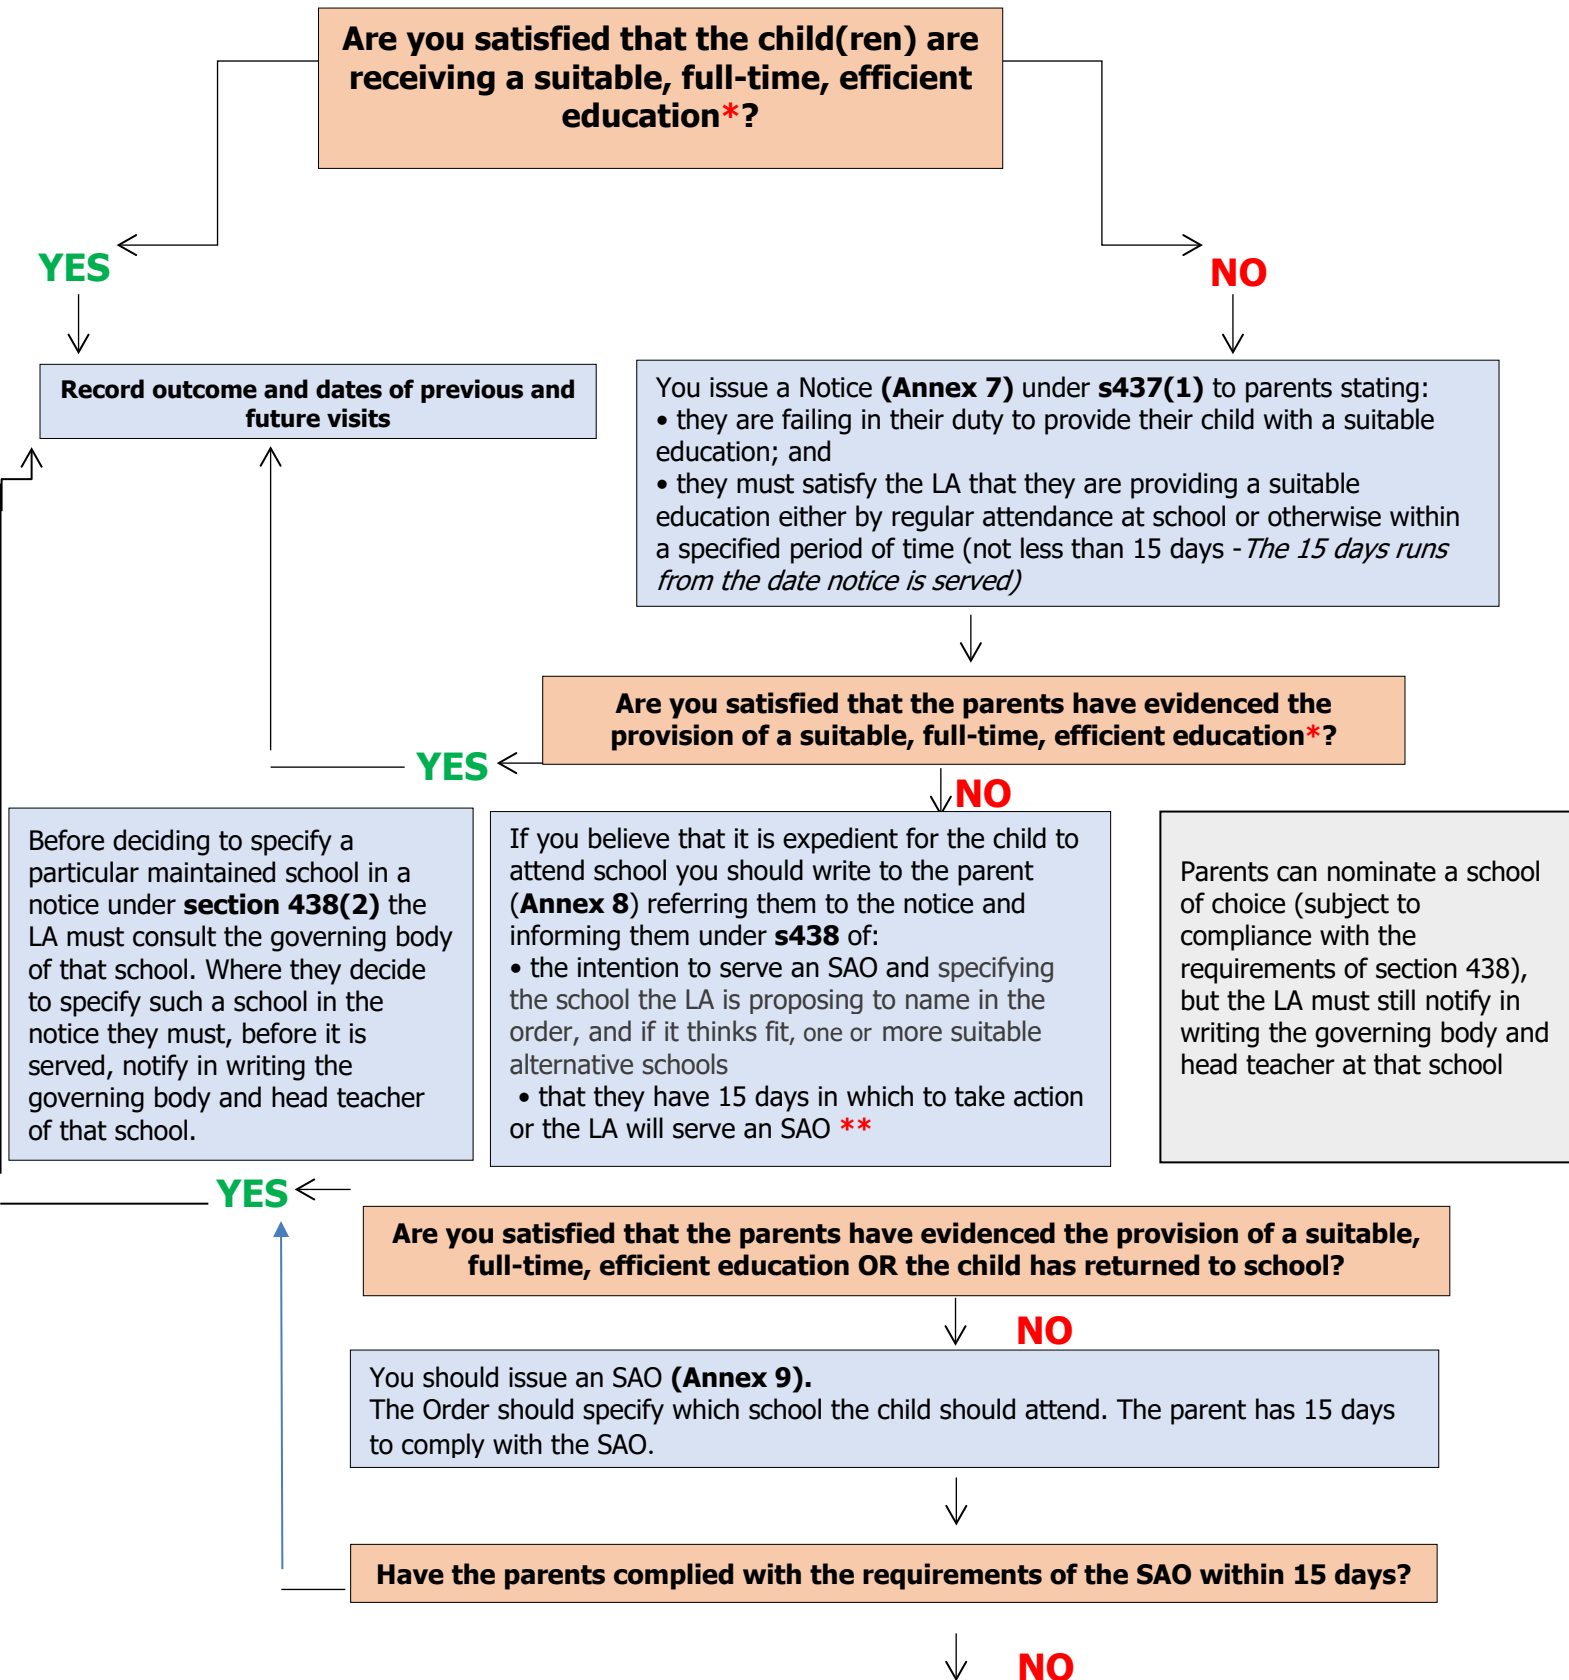 Are you satisfied that the child(ren) are
receiving a suitable, full-time, efficient
education*?
YES
NO
Record outcome and dates of previous and
future visits
You issue a Notice (Annex 7) under s437(1) to parents stating:
• they are failing in their duty to provide their child with a suitable
education; and
• they must satisfy the LA that they are providing a suitable
education either by regular attendance at school or otherwise within
a specified period of time (not less than 15 days -The 15 days runs
from the date notice is served)
Are you satisfied that the parents have evidenced the
provision of a suitable, full-time, efficient education*?
YES
NO
Before deciding to specify a
particular maintained school in a
notice under section 438(2) the
LA must consult the governing body
of that school. Where they decide
to specify such a school in the
notice they must, before it is
served, notify in writing the
governing body and head teacher
of that school.
If you believe that it is expedient for the child to
attend school you should write to the parent
(Annex 8) referring them to the notice and
informing them under s438 of:
• the intention to serve an SAO and specifying
the school the LA is proposing to name in the
order, and if it thinks fit, one or more suitable
alternative schools
• that they have 15 days in which to take action
or the LA will serve an SAO **
Parents can nominate a school
of choice (subject to
compliance with the
requirements of section 438),
but the LA must still notify in
writing the governing body and
head teacher at that school
YES
Are you satisfied that the parents have evidenced the provision of a suitable,
full-time, efficient education OR the child has returned to school?
NO
You should issue an SAO (Annex 9).
The Order should specify which school the child should attend. The parent has 15 days
to comply with the SAO.
Have the parents complied with the requirements of the SAO within 15 days?
NO